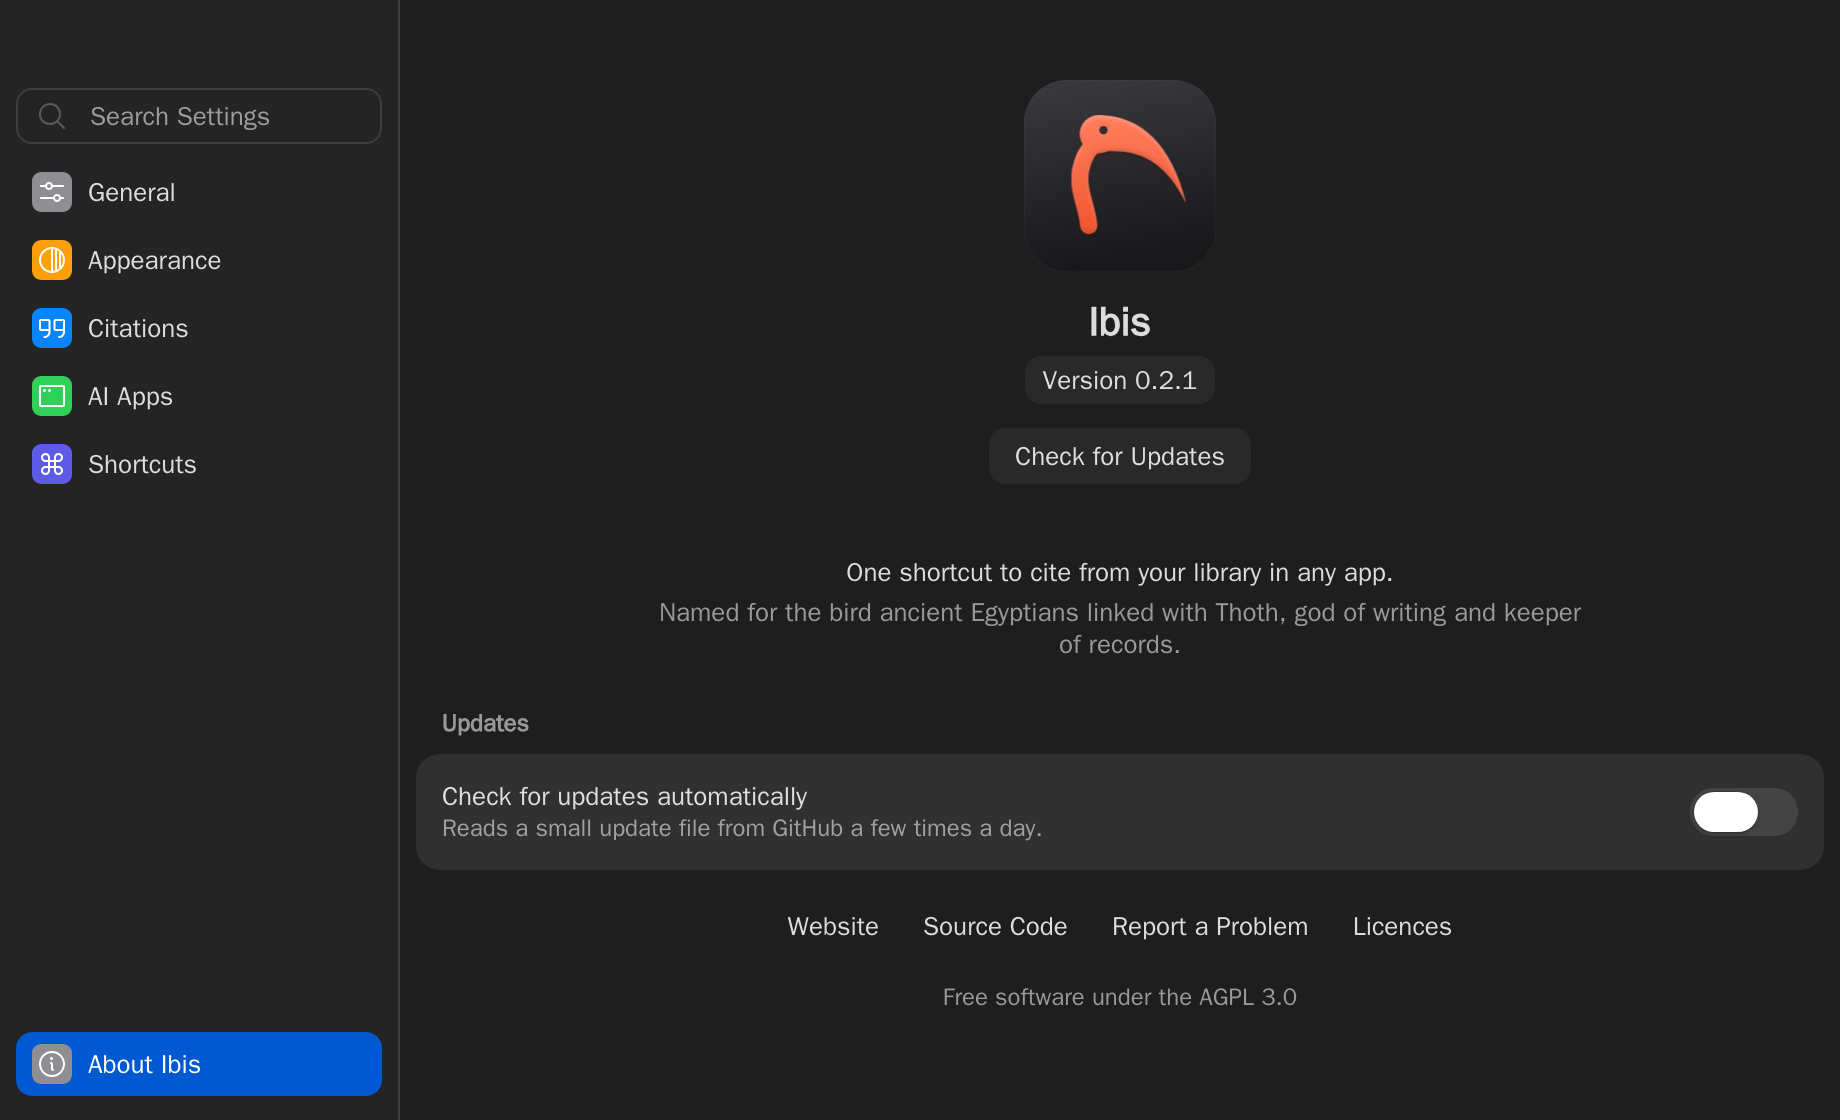 Search Settings
General
Appearance
Citations
AI Apps
Shortcuts
About Ibis
Ibis
Version 0.2.1
Check for Updates
One shortcut to cite from your library in any app.
Named for the bird ancient Egyptians linked with Thoth, god of writing and keeper
of records.
Updates
Check for updates automatically
Reads a small update file from GitHub a few times a day.
Website
Source Code
Report a Problem
Licences
Free software under the AGPL 3.0